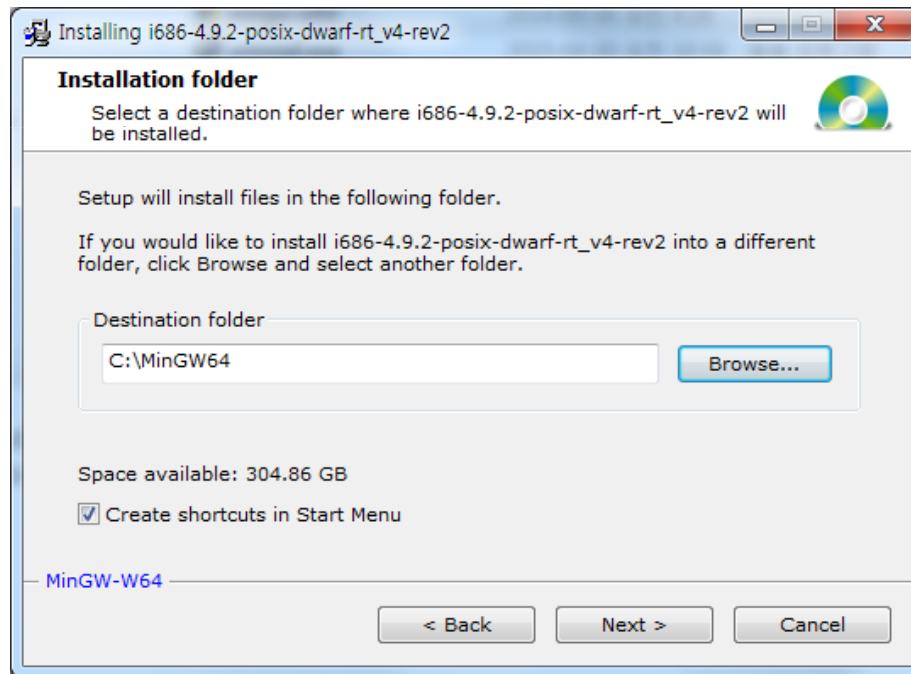 Installing i686-4.9.2-posix-dwarf-rt_v4-rev2
Installation folder
Select a destination folder where i686-4.9.2-posix-dwarf-rt_v4-rev2 will
be installed.
Setup will install files in the following folder.
If you would like to install i686-4.9.2-posix-dwarf-rt_v4-rev2 into a different
folder, click Browse and select another folder.
Destination folder
C:\MinGW64
Browse...
Space available: 304.86 GB
Create shortcuts in Start Menu
MinGW-W64
< Back
Next >
Cancel